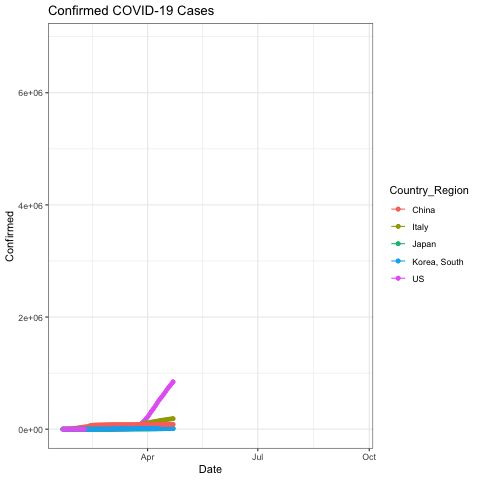 Confirmed COVID-19 Cases
6e+06
4e+06
2e+06
0e+00
Confirmed
Apr
Jul
Oct
Date
Country_Region
China
Italy
Japan
Korea, South
US